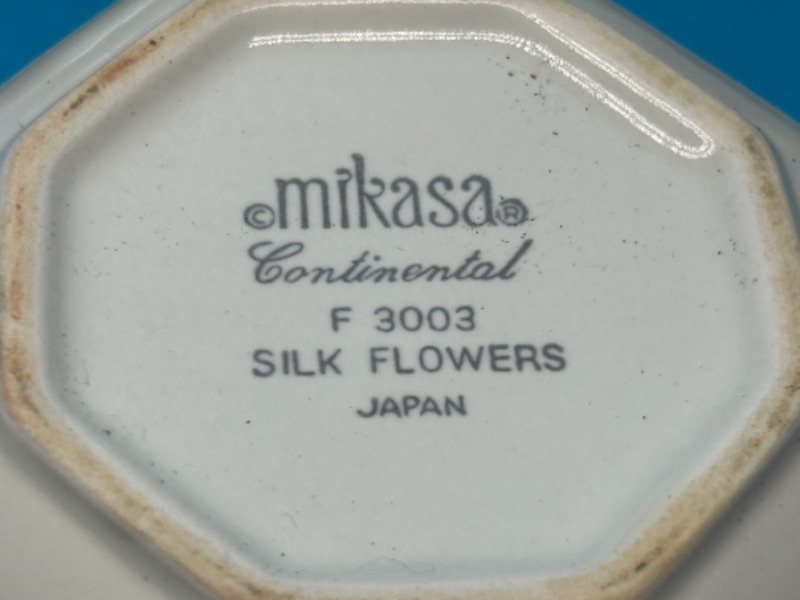 ©mikasa®
Continental
F 3003
SILK FLOWERS
JAPAN